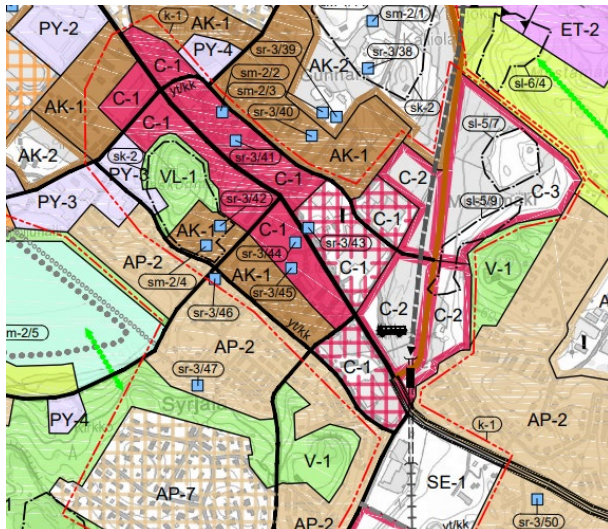 PY-2
k-1
AK-1
sm-2/1
ET-2
C-1
PY-4
sr-3/39
AK-2
sr-3/38
sm-2/2
sk-2
sl-6/4
C-1
yt/kk
sm-2/3
AK-1
sr-3/40
sl-5/7
C-1
AK-2
sk-2
sr-3/41
AK-1
C-2
VL-1
PY-3
C-1
C-3
PY-3
sr-3/42
I
C-1
sl-5/9
AK-1
C-1
sr-3/43
AP-2
sr-3/44
C-1
V-1
sm-2/4
AK-1
sr-3/45
C-2
sr-3/46
C-2
m-2/5
yt/kk
I
AP-2
C-1
sr-3/47
Syrjälä
k-1
PY-4
AP-2
V-1
SE-1
AP-7
sr-3/50
AP-2
yt/kk